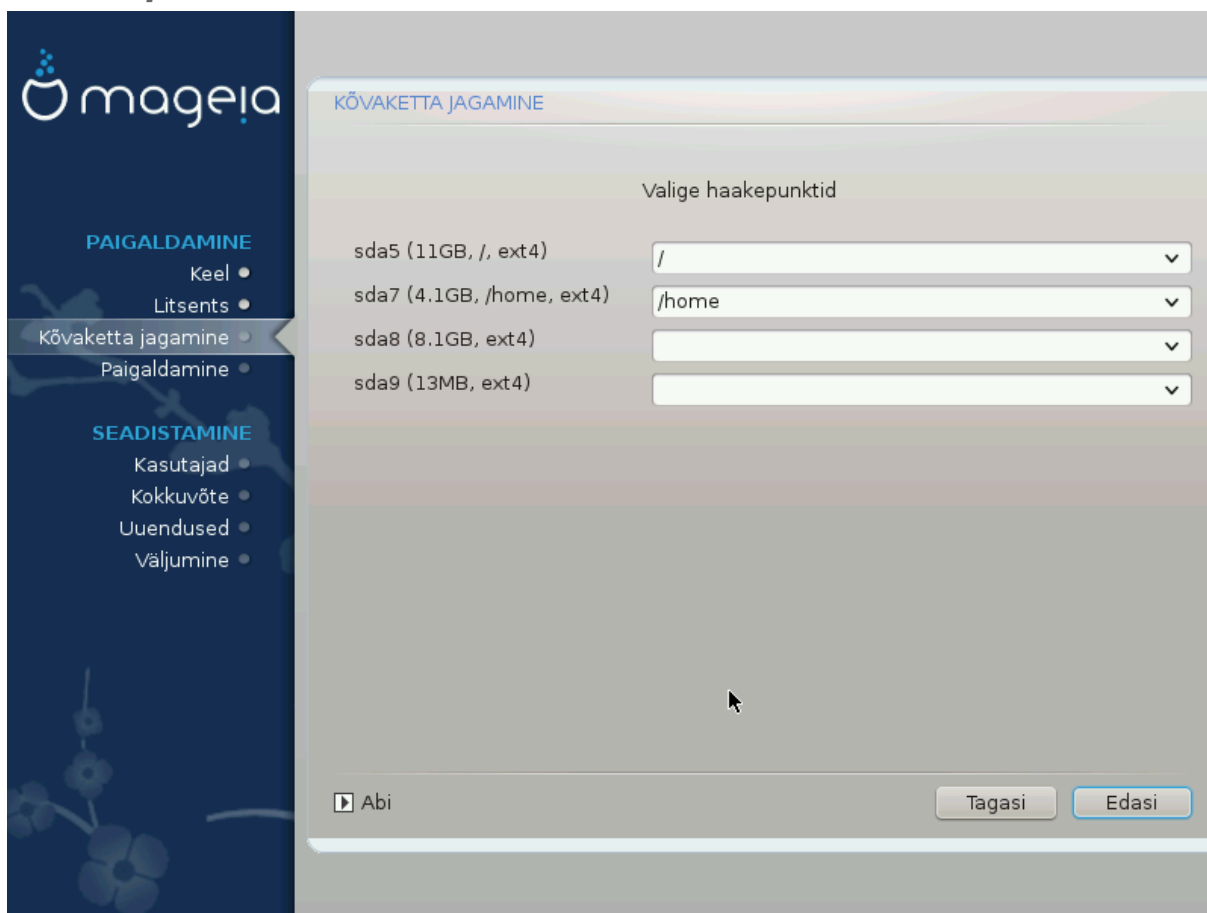 mageia
PAIGALDAMINE
Keel
Litsents
Kõvaketta jagamine
Paigaldamine
SEADISTAMINE
Kasutajad
Kokkuvõte
Uuendused
Väljumine
KÕVAKETTA JAGAMINE
Valige haakepunktid
sda5 (11GB, /, ext4) /
sda7 (4.1GB, /home, ext4) /home
sda8 (8.1GB, ext4)
sda9 (13MB, ext4)
Abi Tagasi Edasi